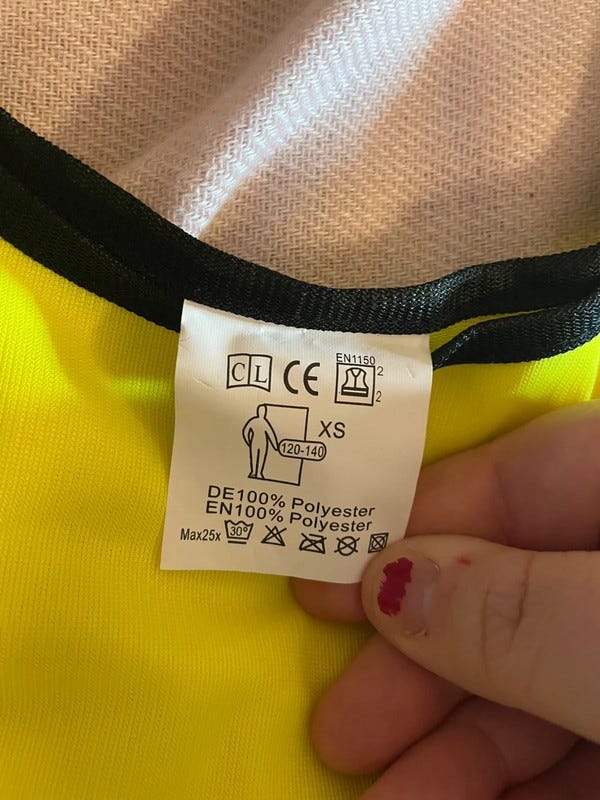 CL CE EN1150 2
2
XS
120-140
DE100% Polyester
EN100% Polyester
Max25x 30°